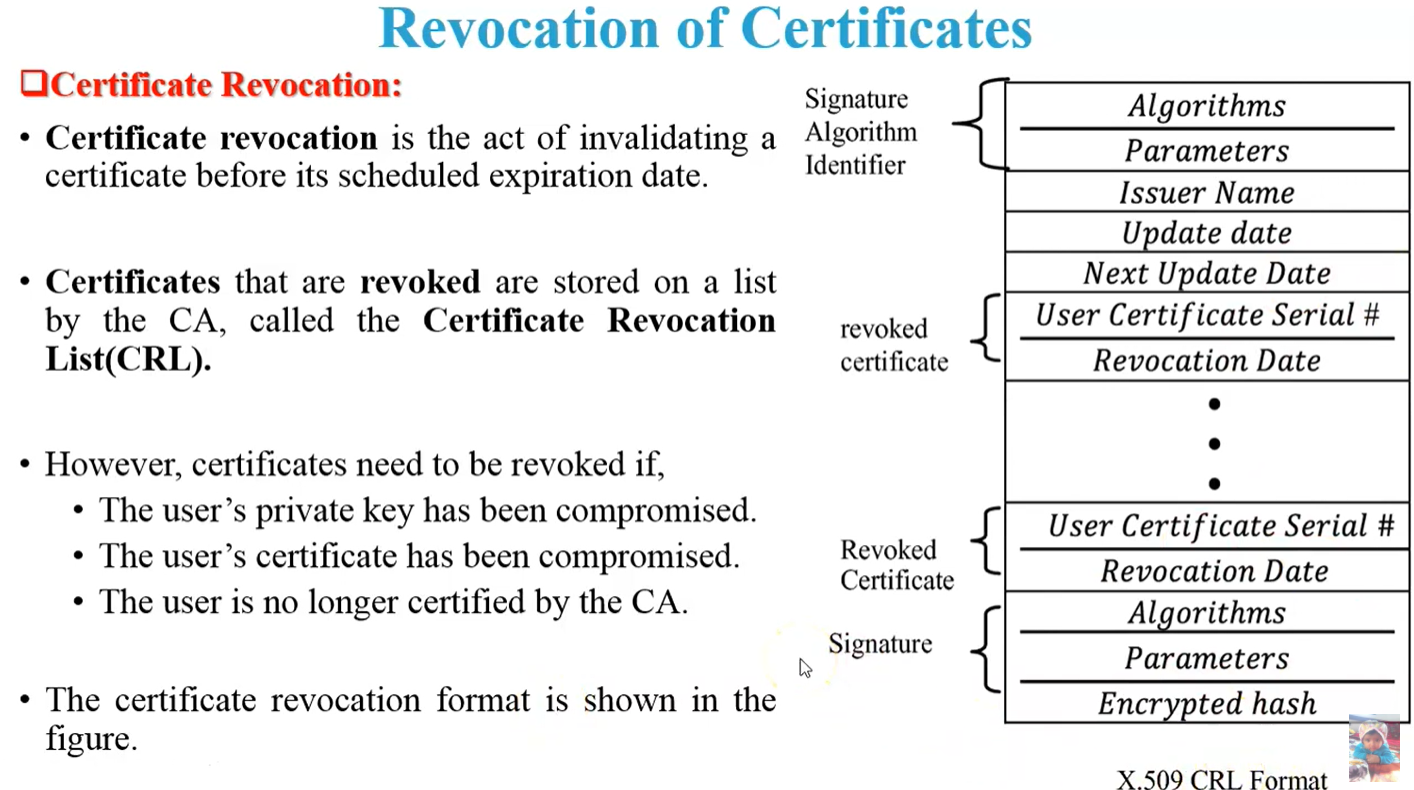 Revocation of Certificates
❑Certificate Revocation:
• Certificate revocation is the act of invalidating a
certificate before its scheduled expiration date.
• Certificates that are revoked are stored on a list
by the CA, called the Certificate Revocation
List(CRL).
• However, certificates need to be revoked if,
• The user’s private key has been compromised.
• The user’s certificate has been compromised.
• The user is no longer certified by the CA.
• The certificate revocation format is shown in the
figure.
Signature
Algorithm
Identifier
Algorithms
Parameters
Issuer Name
Update date
Next Update Date
revoked
certificate
User Certificate Serial #
Revocation Date
Revoked
Certificate
User Certificate Serial #
Revocation Date
Signature
Algorithms
Parameters
Encrypted hash
X.509 CRL Format